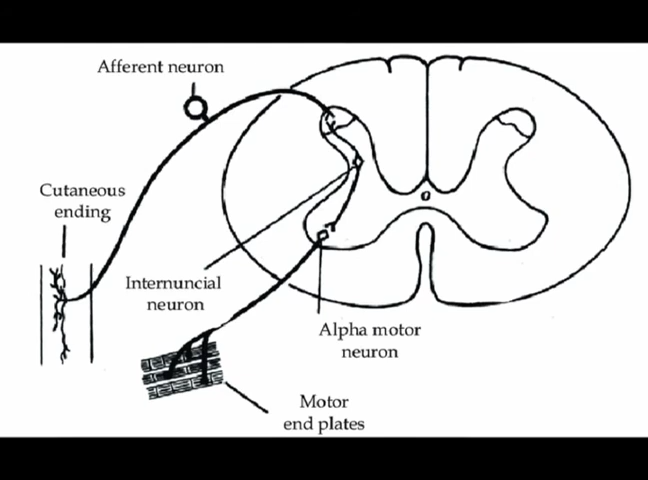 Afferent neuron
Cutaneous
ending
Internuncial
neuron
Alpha motor
neuron
Motor
end plates